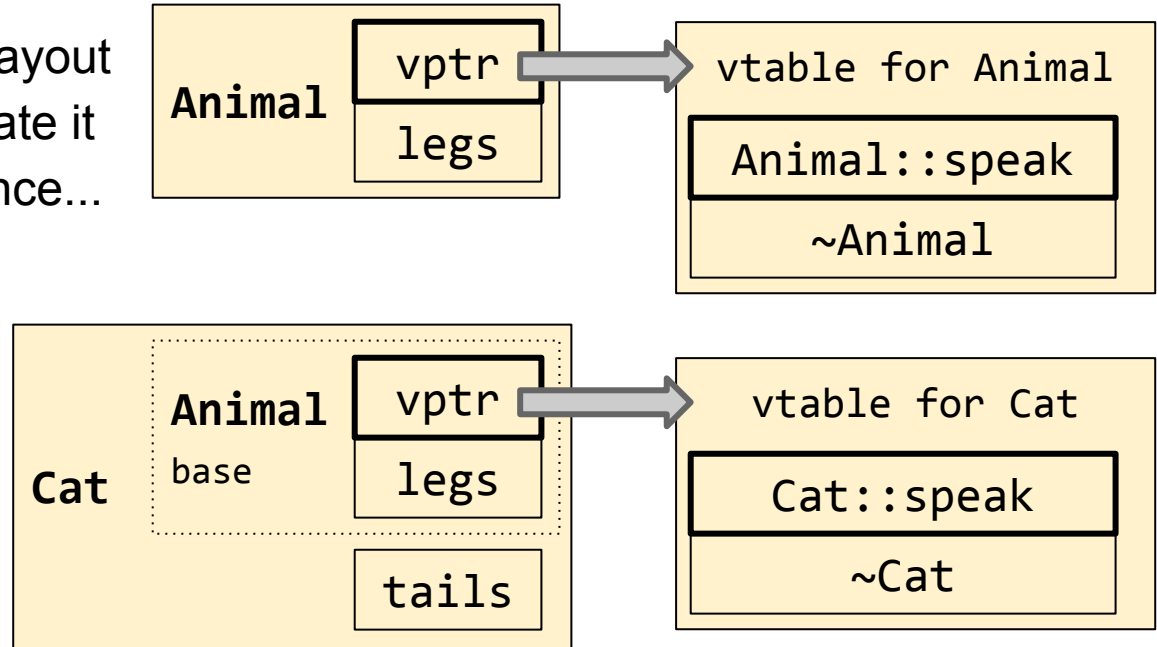 ayout
ate it
nce...
Animal
vptr
legs
vtable for Animal
Animal::speak
~Animal
Cat
Animal
base
vptr
legs
tails
vtable for Cat
Cat::speak
~Cat